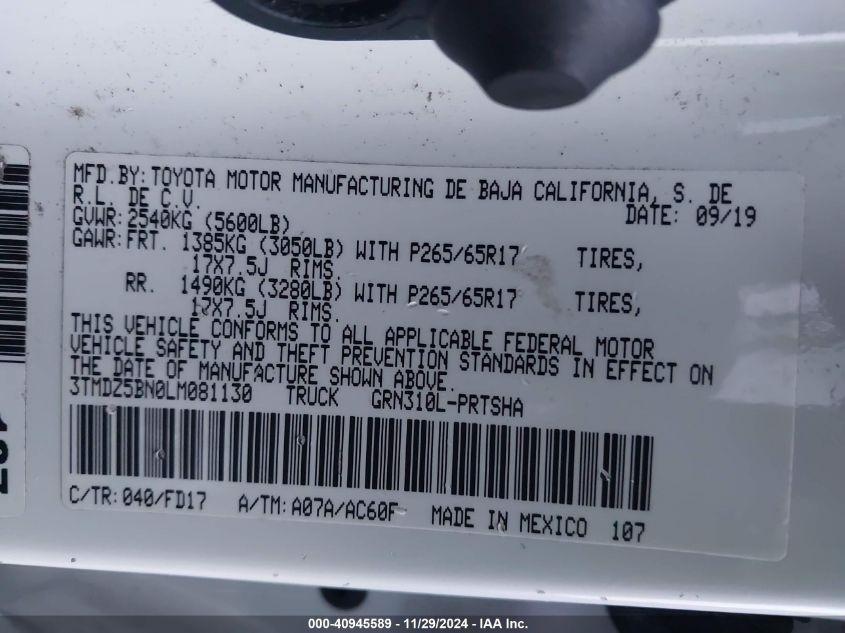 MFD.BY:TOYOTA MOTOR MANUFACTURING DE BAJA CALIFORNIA, S. DE
R.L. DE C.V.
DATE: 09/19
GVWR:2540KG (5600LB)
GAWR:FRT. 1385KG (3050LB) WITH P265/65R17 TIRES,
17X7.5J RIMS.
RR. 1490KG (3280LB) WITH P265/65R17 TIRES,
17X7.5J RIMS.
THIS VEHICLE CONFORMS TO ALL APPLICABLE FEDERAL MOTOR
VEHICLE SAFETY AND THEFT PREVENTION STANDARDS IN EFFECT ON
THE DATE OF MANUFACTURE SHOWN ABOVE.
3TMDZ5BN0LM081130 TRUCK GRN310L-PRTSHA
C/TR:040/FD17 A/TM:A07A/AC60F MADE IN MEXICO 107
000-40945589 - 11/29/2024 - IAA Inc.